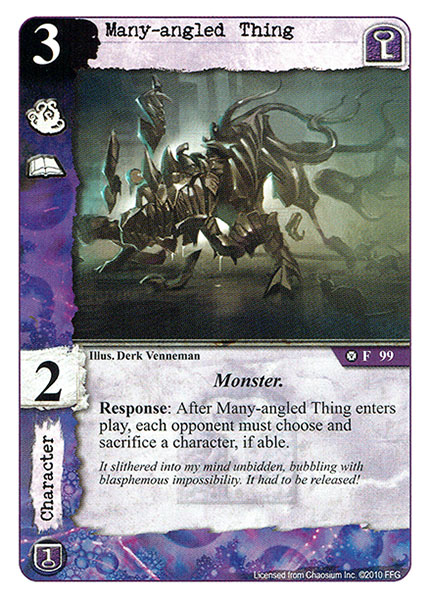 3
Many-angled Thing
Illus. Derk Venneman
F 99
2
Monster.
Response: After Many-angled Thing enters
play, each opponent must choose and
sacrifice a character, if able.
It slithered into my mind unbidden, bubbling with
blasphemous impossibility. It had to be released!
Character
1
Licensed from Chaosium Inc. ©2010 FFG